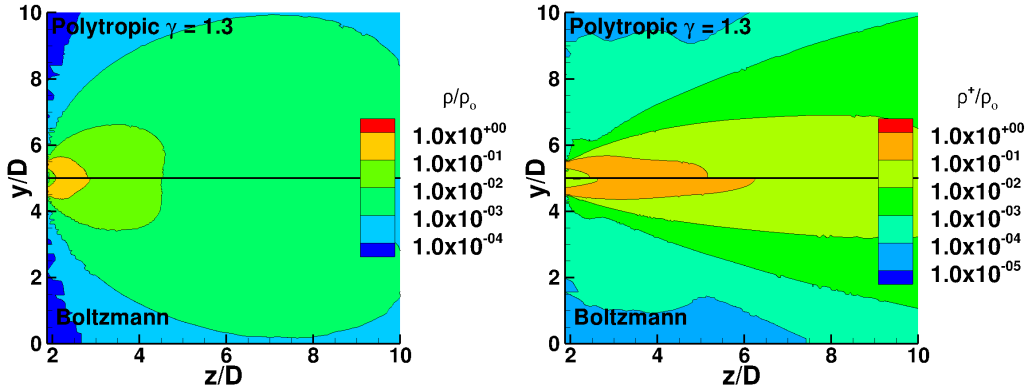 Polytropic γ = 1.3
Boltzmann
y/D
10
8
6
4
2
0
2
4
6
8
10
z/D
ρ/ρₒ
1.0x10⁺⁰⁰
1.0x10⁻⁰¹
1.0x10⁻⁰²
1.0x10⁻⁰³
1.0x10⁻⁰⁴
Polytropic γ = 1.3
Boltzmann
y/D
10
8
6
4
2
0
2
4
6
8
10
z/D
ρ⁺/ρₒ
1.0x10⁺⁰⁰
1.0x10⁻⁰¹
1.0x10⁻⁰²
1.0x10⁻⁰³
1.0x10⁻⁰⁴
1.0x10⁻⁰⁵